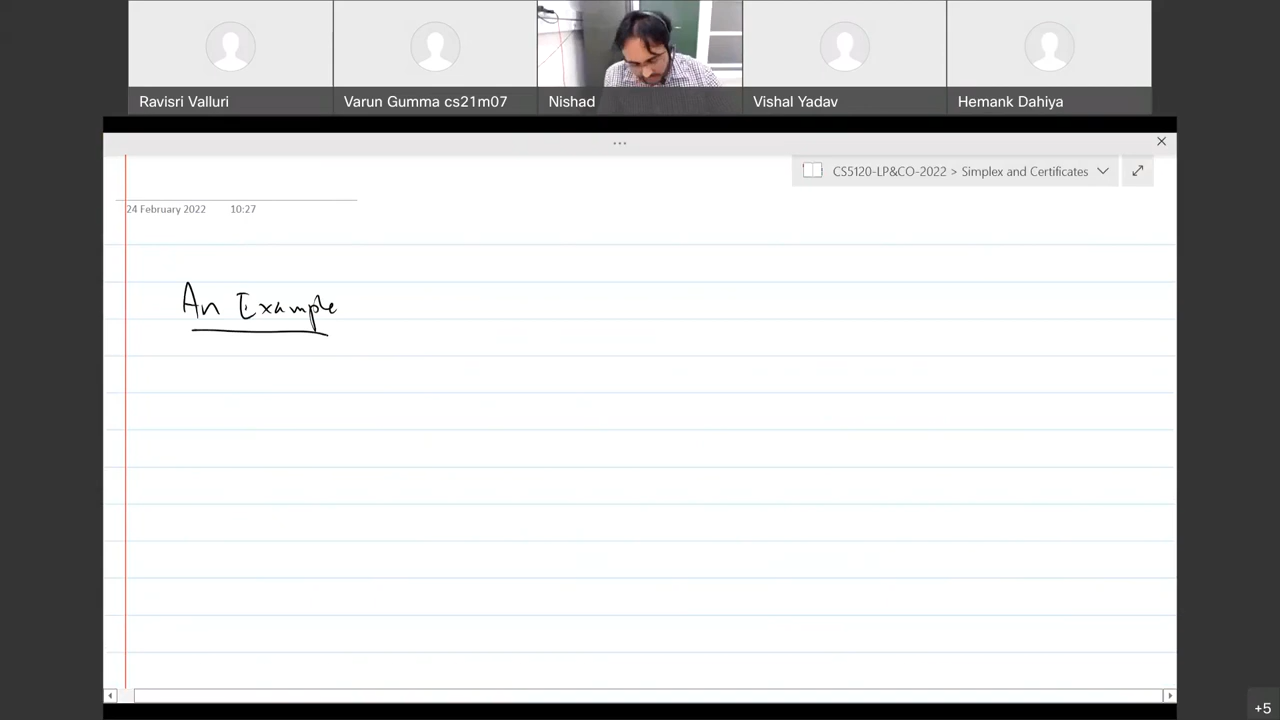 Ravisri Valluri
Varun Gumma cs21m07
Nishad
Vishal Yadav
Hemank Dahiya
CS5120-LP&CO-2022 > Simplex and Certificates
24 February 2022 10:27
An Example
+5